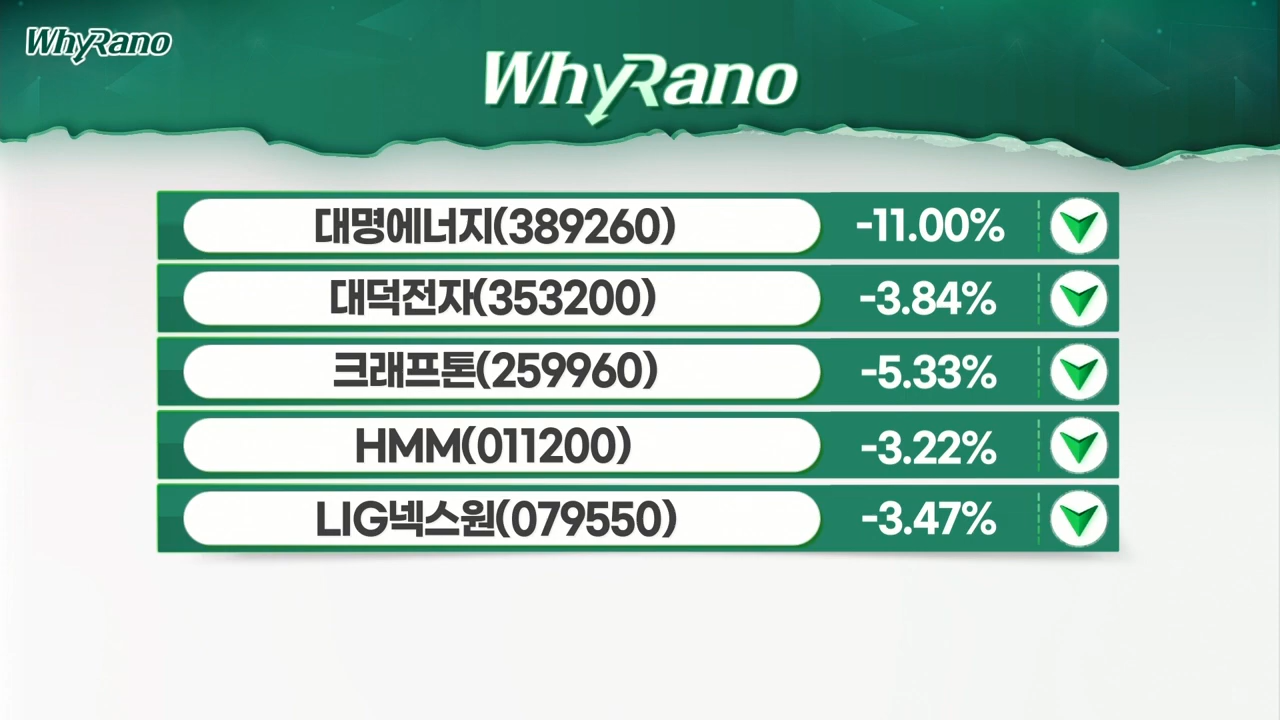 WhyRano
WhyRano
대명에너지(389260) -11.00%
대덕전자(353200) -3.84%
크래프톤(259960) -5.33%
HMM(011200) -3.22%
LIG넥스원(079550) -3.47%